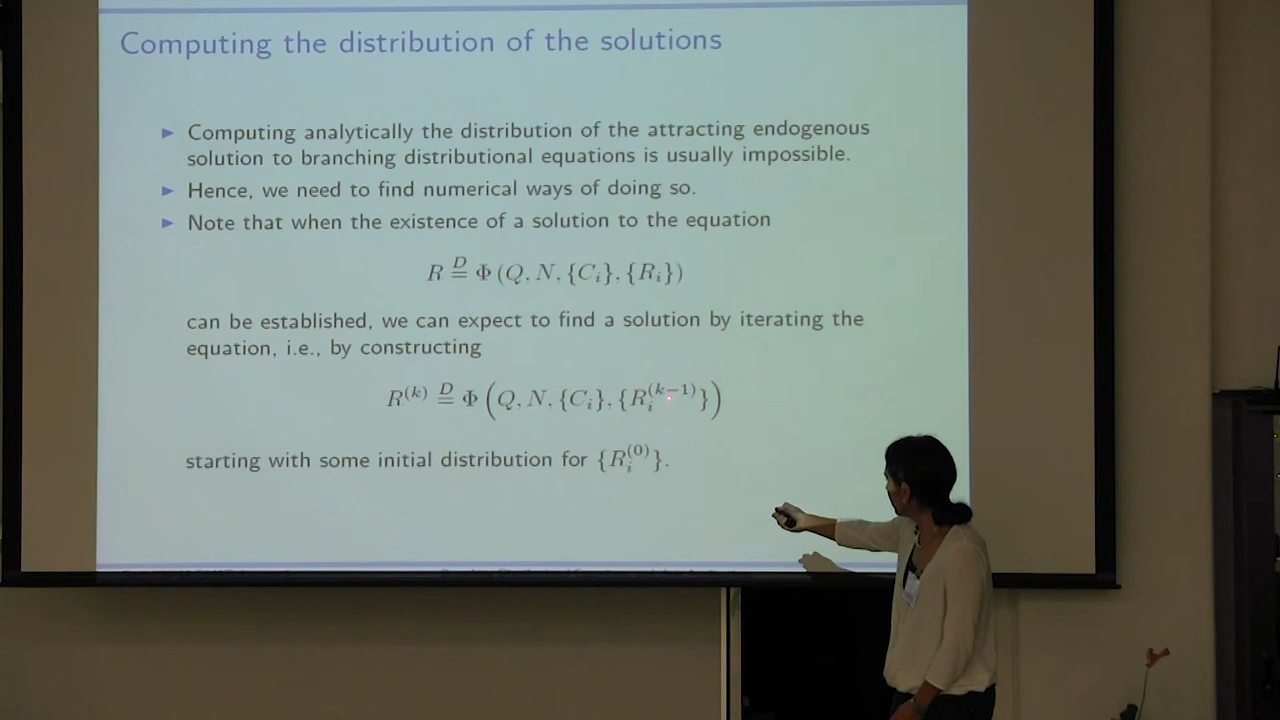 Computing the distribution of the solutions
▶ Computing analytically the distribution of the attracting endogenous
solution to branching distributional equations is usually impossible.
▶ Hence, we need to find numerical ways of doing so.
▶ Note that when the existence of a solution to the equation
R \stackrel{D}{=} Φ (Q, N, {C_i}, {R_i})
can be established, we can expect to find a solution by iterating the
equation, i.e., by constructing
R^{(k)} \stackrel{D}{=} Φ (Q, N, {C_i}, {R_i^{(k−1)}})
starting with some initial distribution for {R_i^{(0)}}.